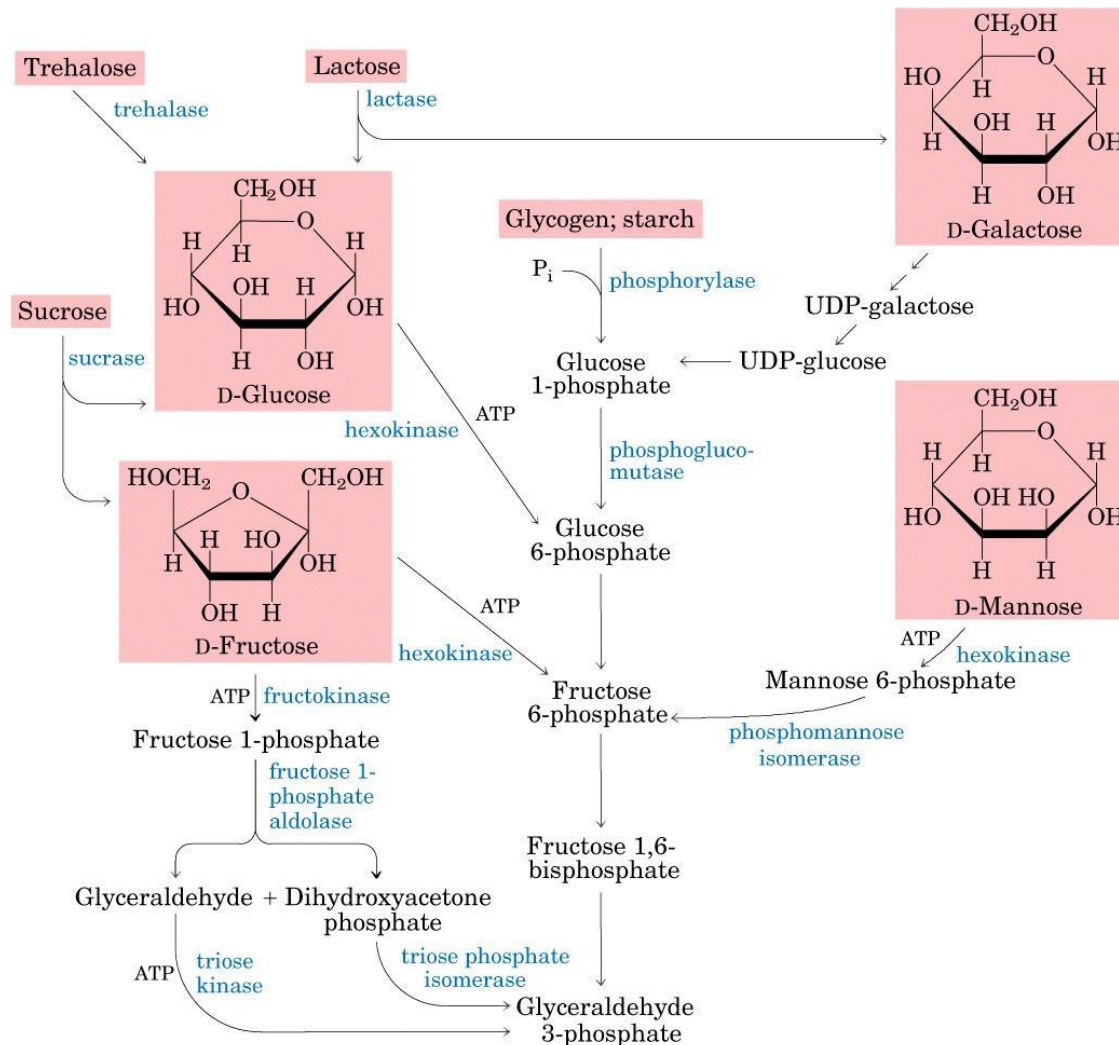 Trehalose
trehalase
Lactose
lactase
CH₂OH
O
HO
H
H
OH
H
H
OH
H
OH
D-Galactose
CH₂OH
O
H
H
H
OH
H
HO
OH
H
OH
D-Glucose
Glycogen; starch
Pᵢ
phosphorylase
UDP-galactose
UDP-glucose
Glucose
1-phosphate
Sucrose
sucrase
hexokinase
ATP
phosphogluco-
mutase
CH₂OH
O
H
H
H
OH
HO
HO
OH
H
H
D-Mannose
ATP
hexokinase
HOCH₂
O
CH₂OH
H
HO
H
OH
OH
H
D-Fructose
Glucose
6-phosphate
ATP
hexokinase
Fructose
6-phosphate
Mannose 6-phosphate
phosphomannose
isomerase
ATP
fructokinase
Fructose 1-phosphate
fructose 1-
phosphate
aldolase
Fructose 1,6-
bisphosphate
Glyceraldehyde + Dihydroxyacetone
phosphate
ATP
triose
kinase
triose phosphate
isomerase
Glyceraldehyde
3-phosphate